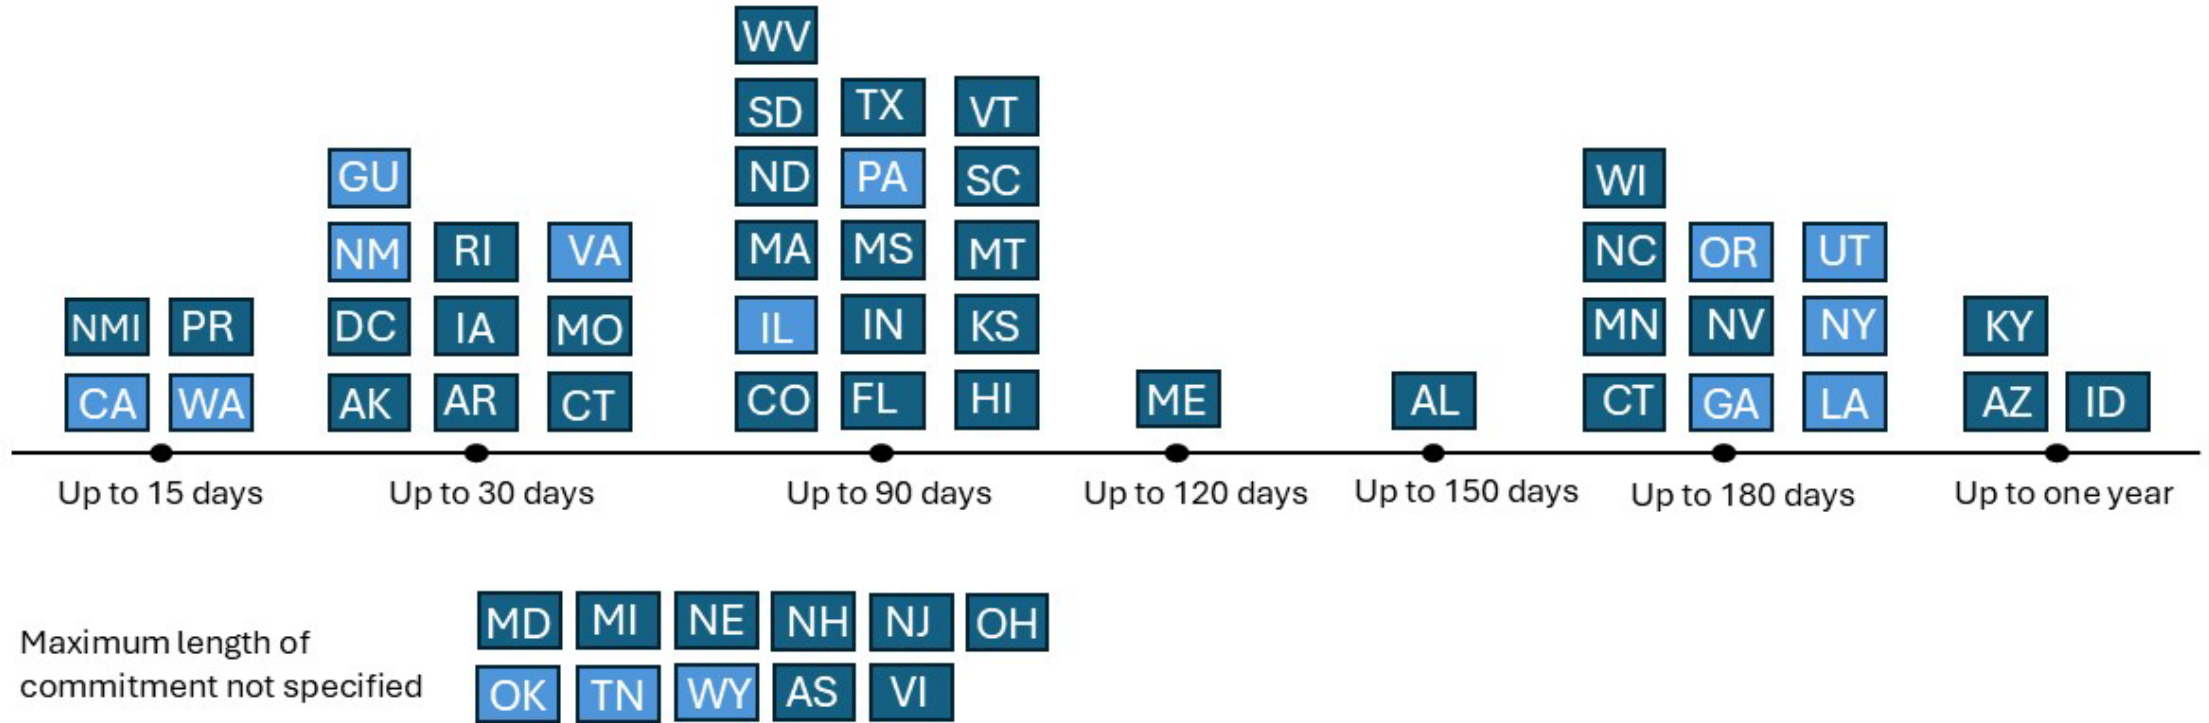 WV
SD TX VT
GU ND PA SC WI
NM RI VA MA MS MT NC OR UT
NMI PR DC IA MO IL IN KS MN NV NY KY
CA WA AK AR CT CO FL HI ME AL CT GA LA AZ ID
Up to 15 days Up to 30 days Up to 90 days Up to 120 days Up to 150 days Up to 180 days Up to one year
MD MI NE NH NJ OH
Maximum length of
commitment not specified
OK TN WY AS VI